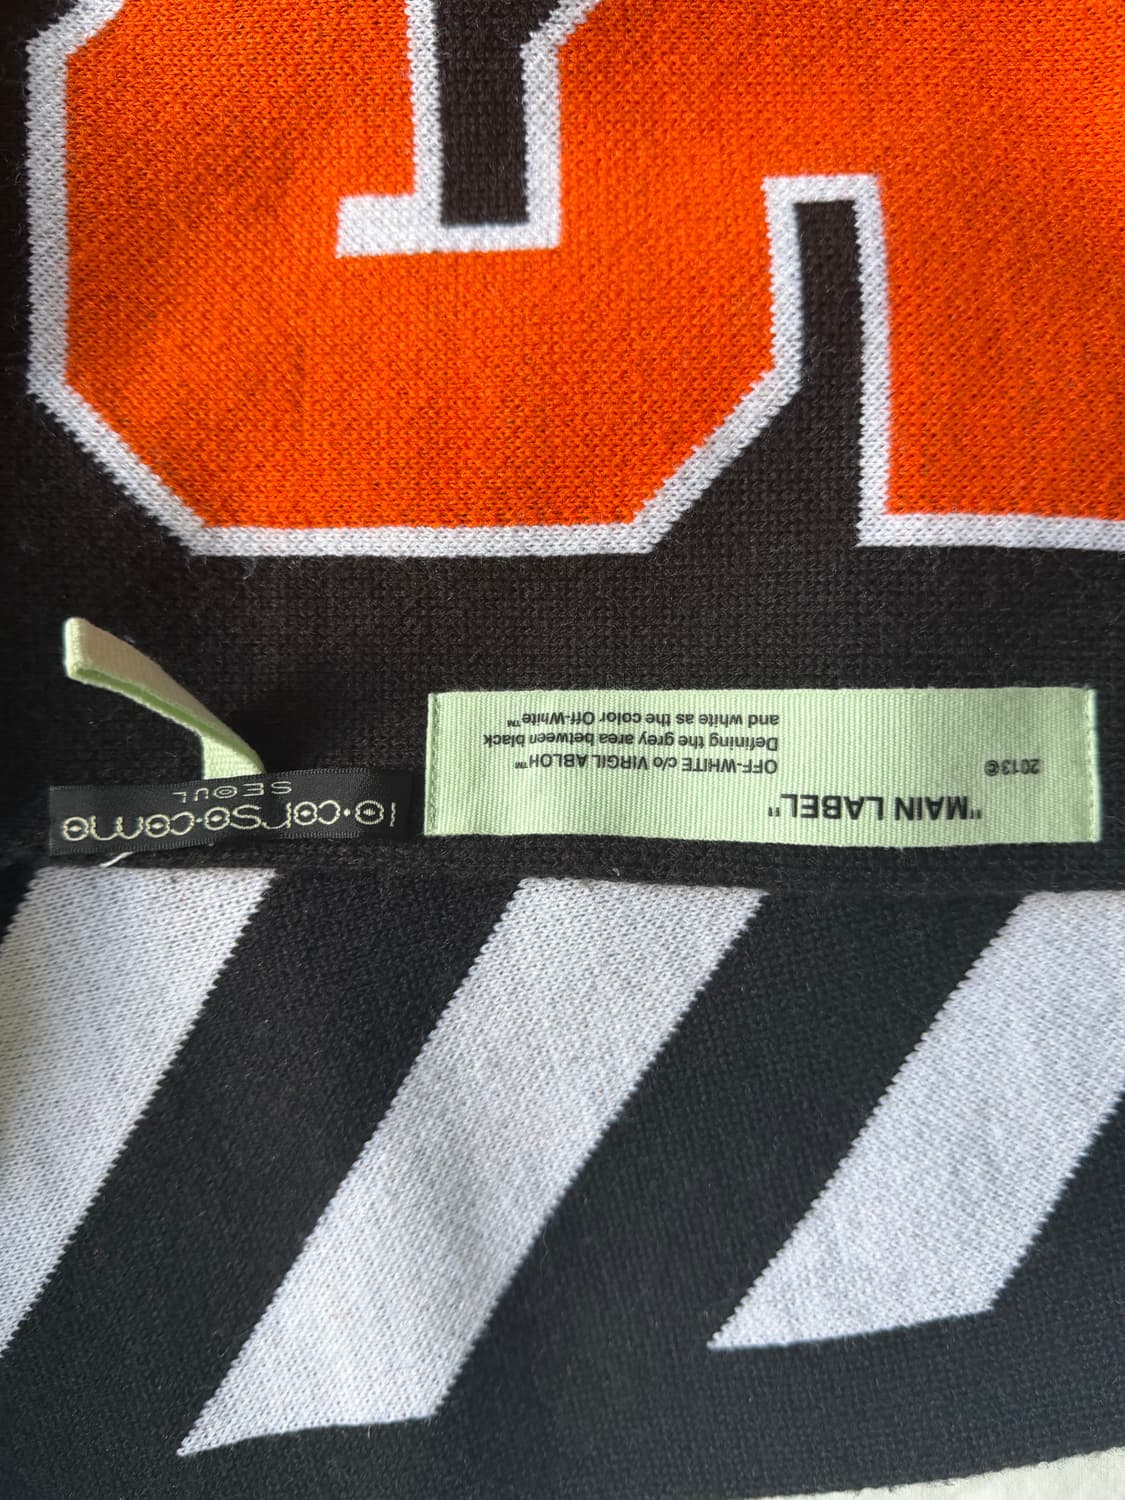 "MAIN LABEL"
2013©
OFF-WHITE c/o VIRGIL ABLOH™
Defining the grey area between black
and white as the color Off-White™
10·corso·como
SEOUL